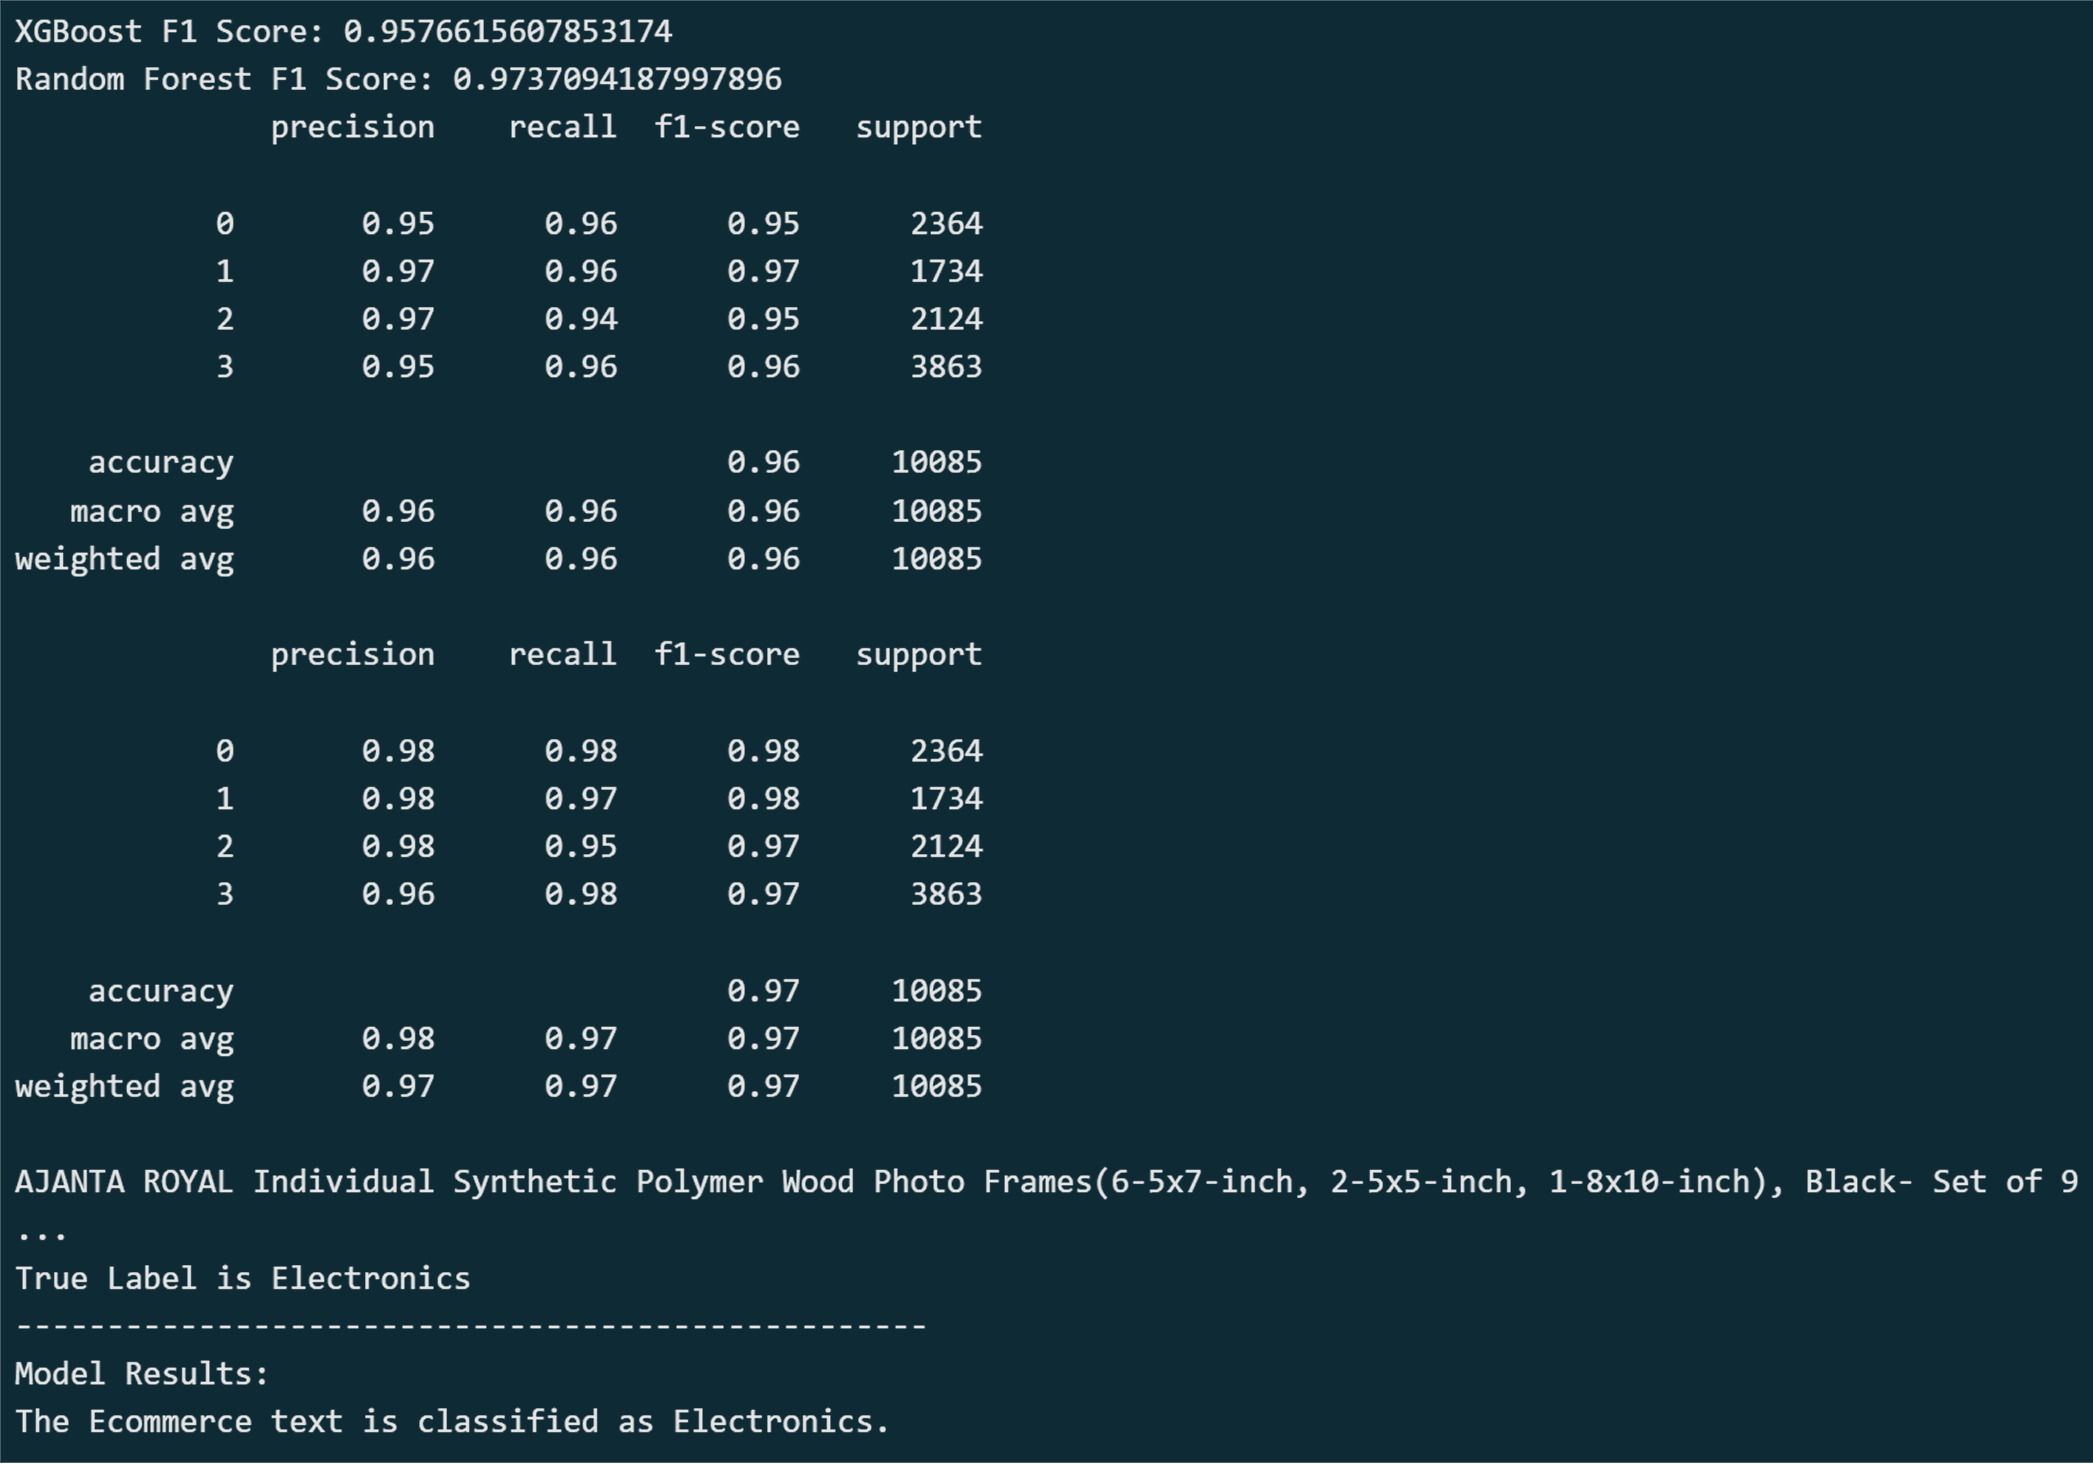 XGBoost F1 Score: 0.9576615607853174
Random Forest F1 Score: 0.9737094187997896
              precision    recall  f1-score   support

           0       0.95      0.96      0.95      2364
           1       0.97      0.96      0.97      1734
           2       0.97      0.94      0.95      2124
           3       0.95      0.96      0.96      3863

    accuracy                           0.96     10085
   macro avg       0.96      0.96      0.96     10085
weighted avg       0.96      0.96      0.96     10085

              precision    recall  f1-score   support

           0       0.98      0.98      0.98      2364
           1       0.98      0.97      0.98      1734
           2       0.98      0.95      0.97      2124
           3       0.96      0.98      0.97      3863

    accuracy                           0.97     10085
   macro avg       0.98      0.97      0.97     10085
weighted avg       0.97      0.97      0.97     10085

AJANTA ROYAL Individual Synthetic Polymer Wood Photo Frames(6-5x7-inch, 2-5x5-inch, 1-8x10-inch), Black- Set of 9
...
True Label is Electronics
--------------------------------------------------
Model Results:
The Ecommerce text is classified as Electronics.